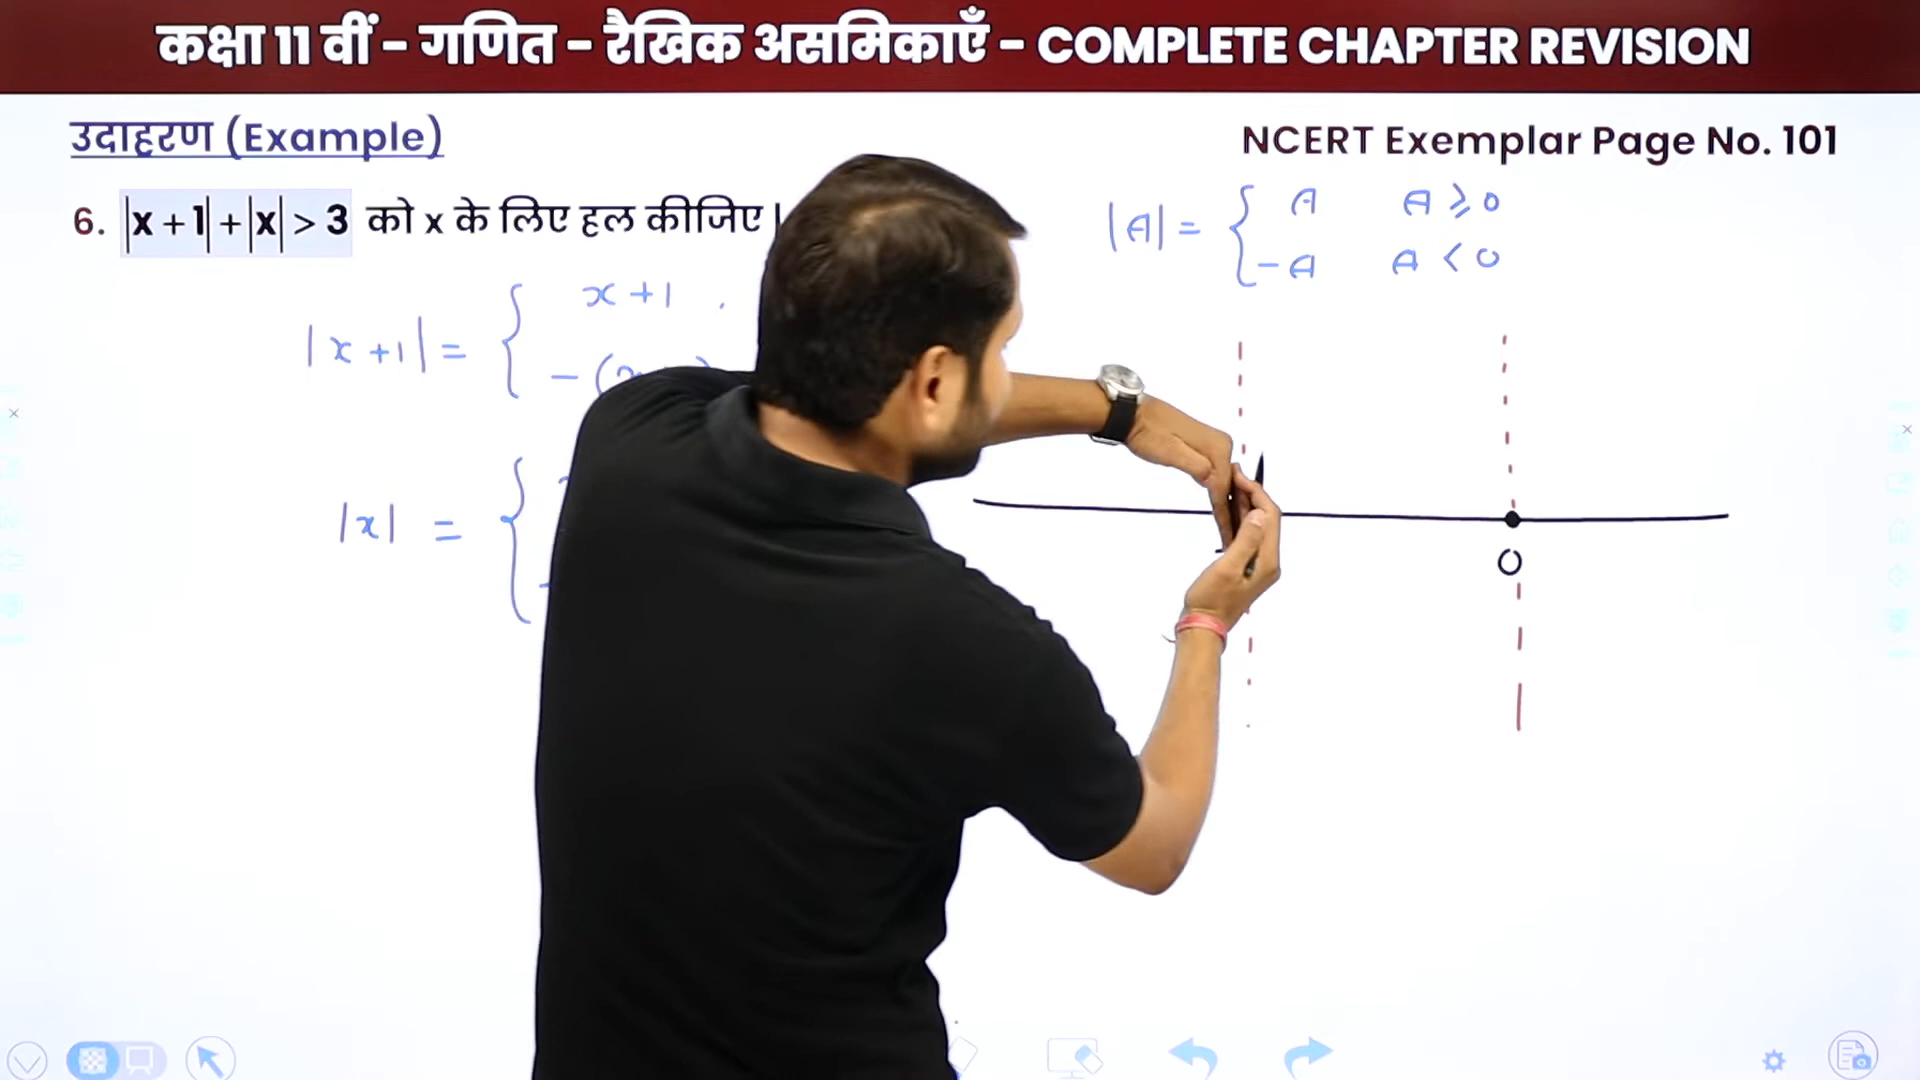 कक्षा 11 वीं – गणित – रैखिक असमिकाएँ – COMPLETE CHAPTER REVISION
उदाहरण (Example)
NCERT Exemplar Page No. 101
6. |x + 1| + |x| > 3 को x के लिए हल कीजिए |
|A| = { A A ≥ 0
-A A < 0
|x +1| = { x + 1
|x| = {
0